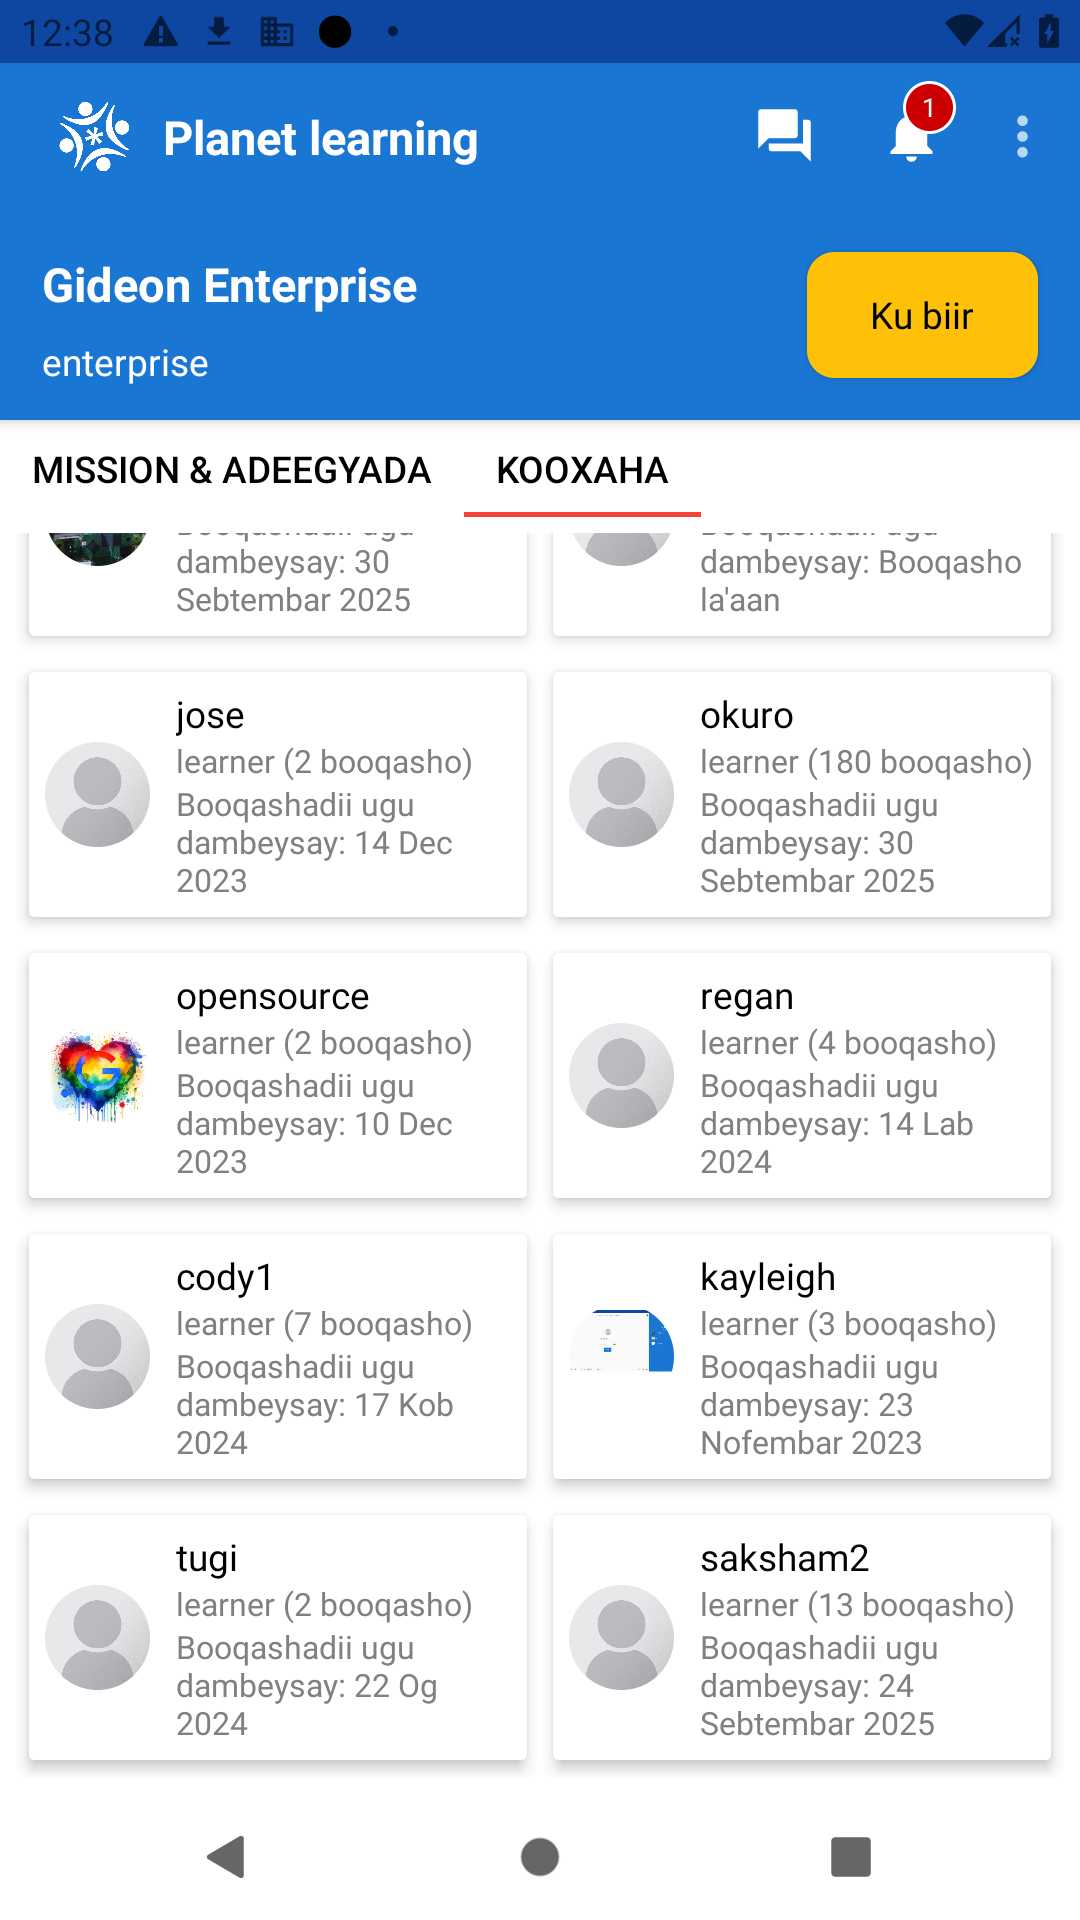 12:38
Planet learning
1
Gideon Enterprise
enterprise
Ku biir
MISSION & ADEEGYADA
KOOXAHA
dambeysay: 30
Sebtembar 2025
dambeysay: Booqasho
la'aan
jose
learner (2 booqasho)
Booqashadii ugu
dambeysay: 14 Dec
2023
okuro
learner (180 booqasho)
Booqashadii ugu
dambeysay: 30
Sebtembar 2025
opensource
learner (2 booqasho)
Booqashadii ugu
dambeysay: 10 Dec
2023
regan
learner (4 booqasho)
Booqashadii ugu
dambeysay: 14 Lab
2024
cody1
learner (7 booqasho)
Booqashadii ugu
dambeysay: 17 Kob
2024
kayleigh
learner (3 booqasho)
Booqashadii ugu
dambeysay: 23
Nofembar 2023
tugi
learner (2 booqasho)
Booqashadii ugu
dambeysay: 22 Og
2024
saksham2
learner (13 booqasho)
Booqashadii ugu
dambeysay: 24
Sebtembar 2025